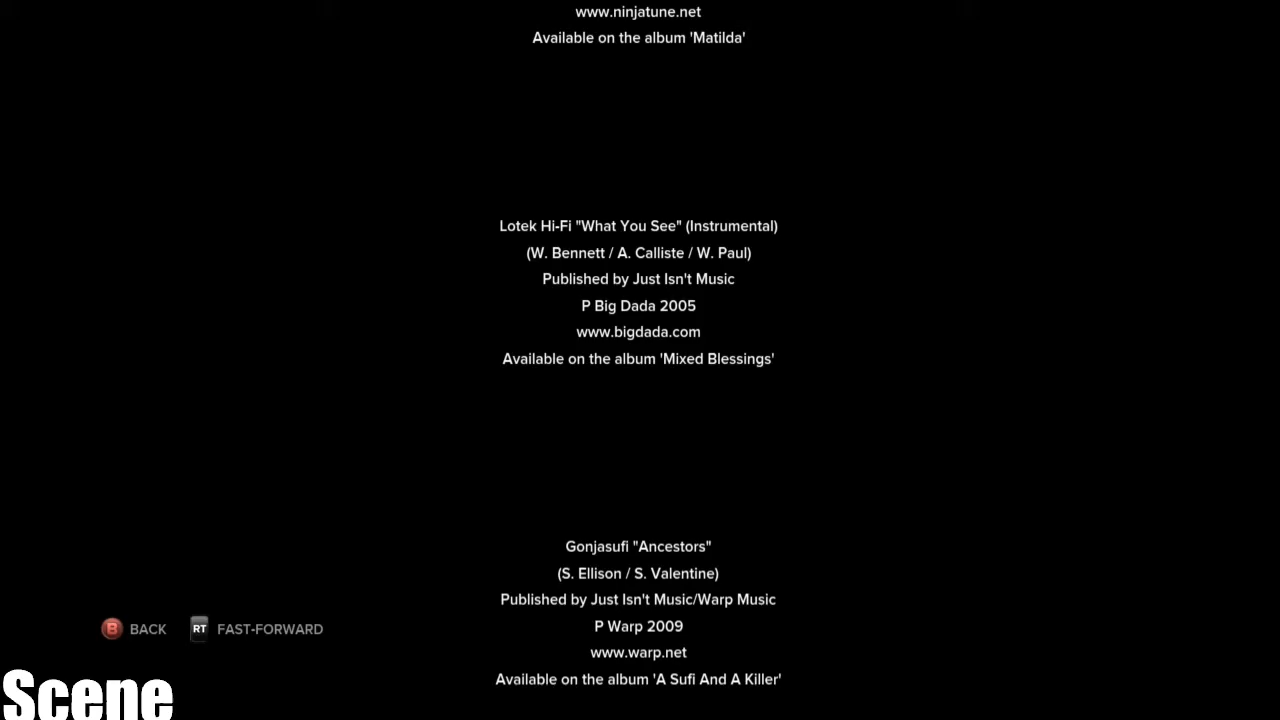 www.ninjatune.net
Available on the album 'Matilda'
Lotek Hi-Fi "What You See" (Instrumental)
(W. Bennett / A. Calliste / W. Paul)
Published by Just Isn't Music
P Big Dada 2005
www.bigdada.com
Available on the album 'Mixed Blessings'
Gonjasufi "Ancestors"
(S. Ellison / S. Valentine)
Published by Just Isn't Music/Warp Music
P Warp 2009
www.warp.net
Available on the album 'A Sufi And A Killer'
B BACK RT FAST-FORWARD
Scene